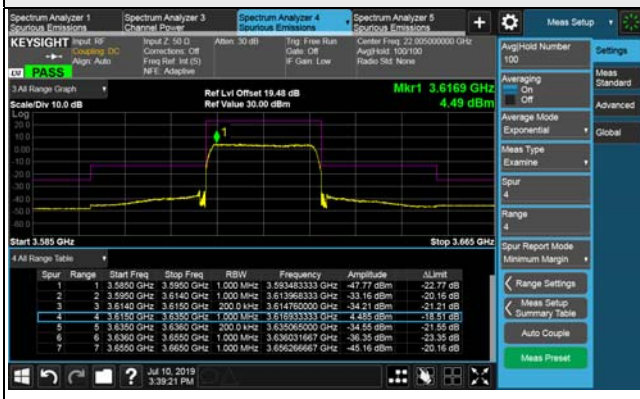 Spectrum Analyzer 1
Spurious Emissions
Spectrum Analyzer 3
Channel Power
Spectrum Analyzer 4
Spurious Emissions
Spectrum Analyzer 5
Spurious Emissions
+
Meas Setup
KEYSIGHT
Input: RF
Coupling: DC
Align: Auto
Input Z: 50 Ω
Corrections: Off
Freq Ref: Int (S)
NFE: Adaptive
Atten: 30 dB
Trig: Free Run
Gate: Off
IF Gain: Low
Center Freq: 22.005000000 GHz
Avg|Hold: 100/100
Radio Std: None
PASS
3 All Range Graph
Scale/Div 10.0 dB
Ref Lvl Offset 19.48 dB
Ref Value 30.00 dBm
Mkr1 3.6169 GHz
4.49 dBm
Log
20.0
10.0
0.00
-10.0
-20.0
-30.0
-40.0
-50.0
-60.0
1
Start 3.585 GHz
Stop 3.665 GHz
4 All Range Table
Spur Range Start Freq Stop Freq RBW Frequency Amplitude ΔLimit
1 1 3.5850 GHz 3.5950 GHz 1.000 MHz 3.593483333 GHz -47.77 dBm -22.77 dB
2 2 3.5950 GHz 3.6140 GHz 1.000 MHz 3.613968333 GHz -33.16 dBm -20.16 dB
3 3 3.6140 GHz 3.6150 GHz 200.0 kHz 3.614760000 GHz -34.21 dBm -21.21 dB
4 4 3.6150 GHz 3.6350 GHz 1.000 MHz 3.616933333 GHz 4.485 dBm -18.51 dB
5 5 3.6350 GHz 3.6360 GHz 200.0 kHz 3.635065000 GHz -34.55 dBm -21.55 dB
6 6 3.6360 GHz 3.6550 GHz 1.000 MHz 3.636031667 GHz -36.35 dBm -23.35 dB
7 7 3.6550 GHz 3.6650 GHz 1.000 MHz 3.656266667 GHz -45.16 dBm -20.16 dB
Avg|Hold Number
100
Averaging
On
Off
Average Mode
Exponential
Meas Type
Examine
Spur
4
Range
4
Spur Report Mode
Minimum Margin
Range Settings
Meas Setup
Summary Table
Auto Couple
Meas Preset
Settings
Meas
Standard
Advanced
Global
?
Jul 10, 2019
3:39:21 PM